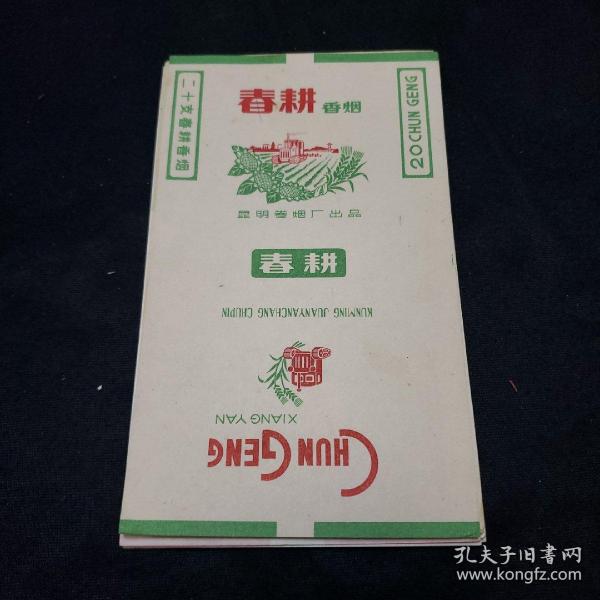 春耕 香烟
二十支春耕香烟
20 CHUN GENG
昆明卷烟厂出品
春耕
KUNMING JUANYANCHANG CHUPIN
XIANG YAN
CHUN GENG
孔夫子旧书网
www.kongfz.com